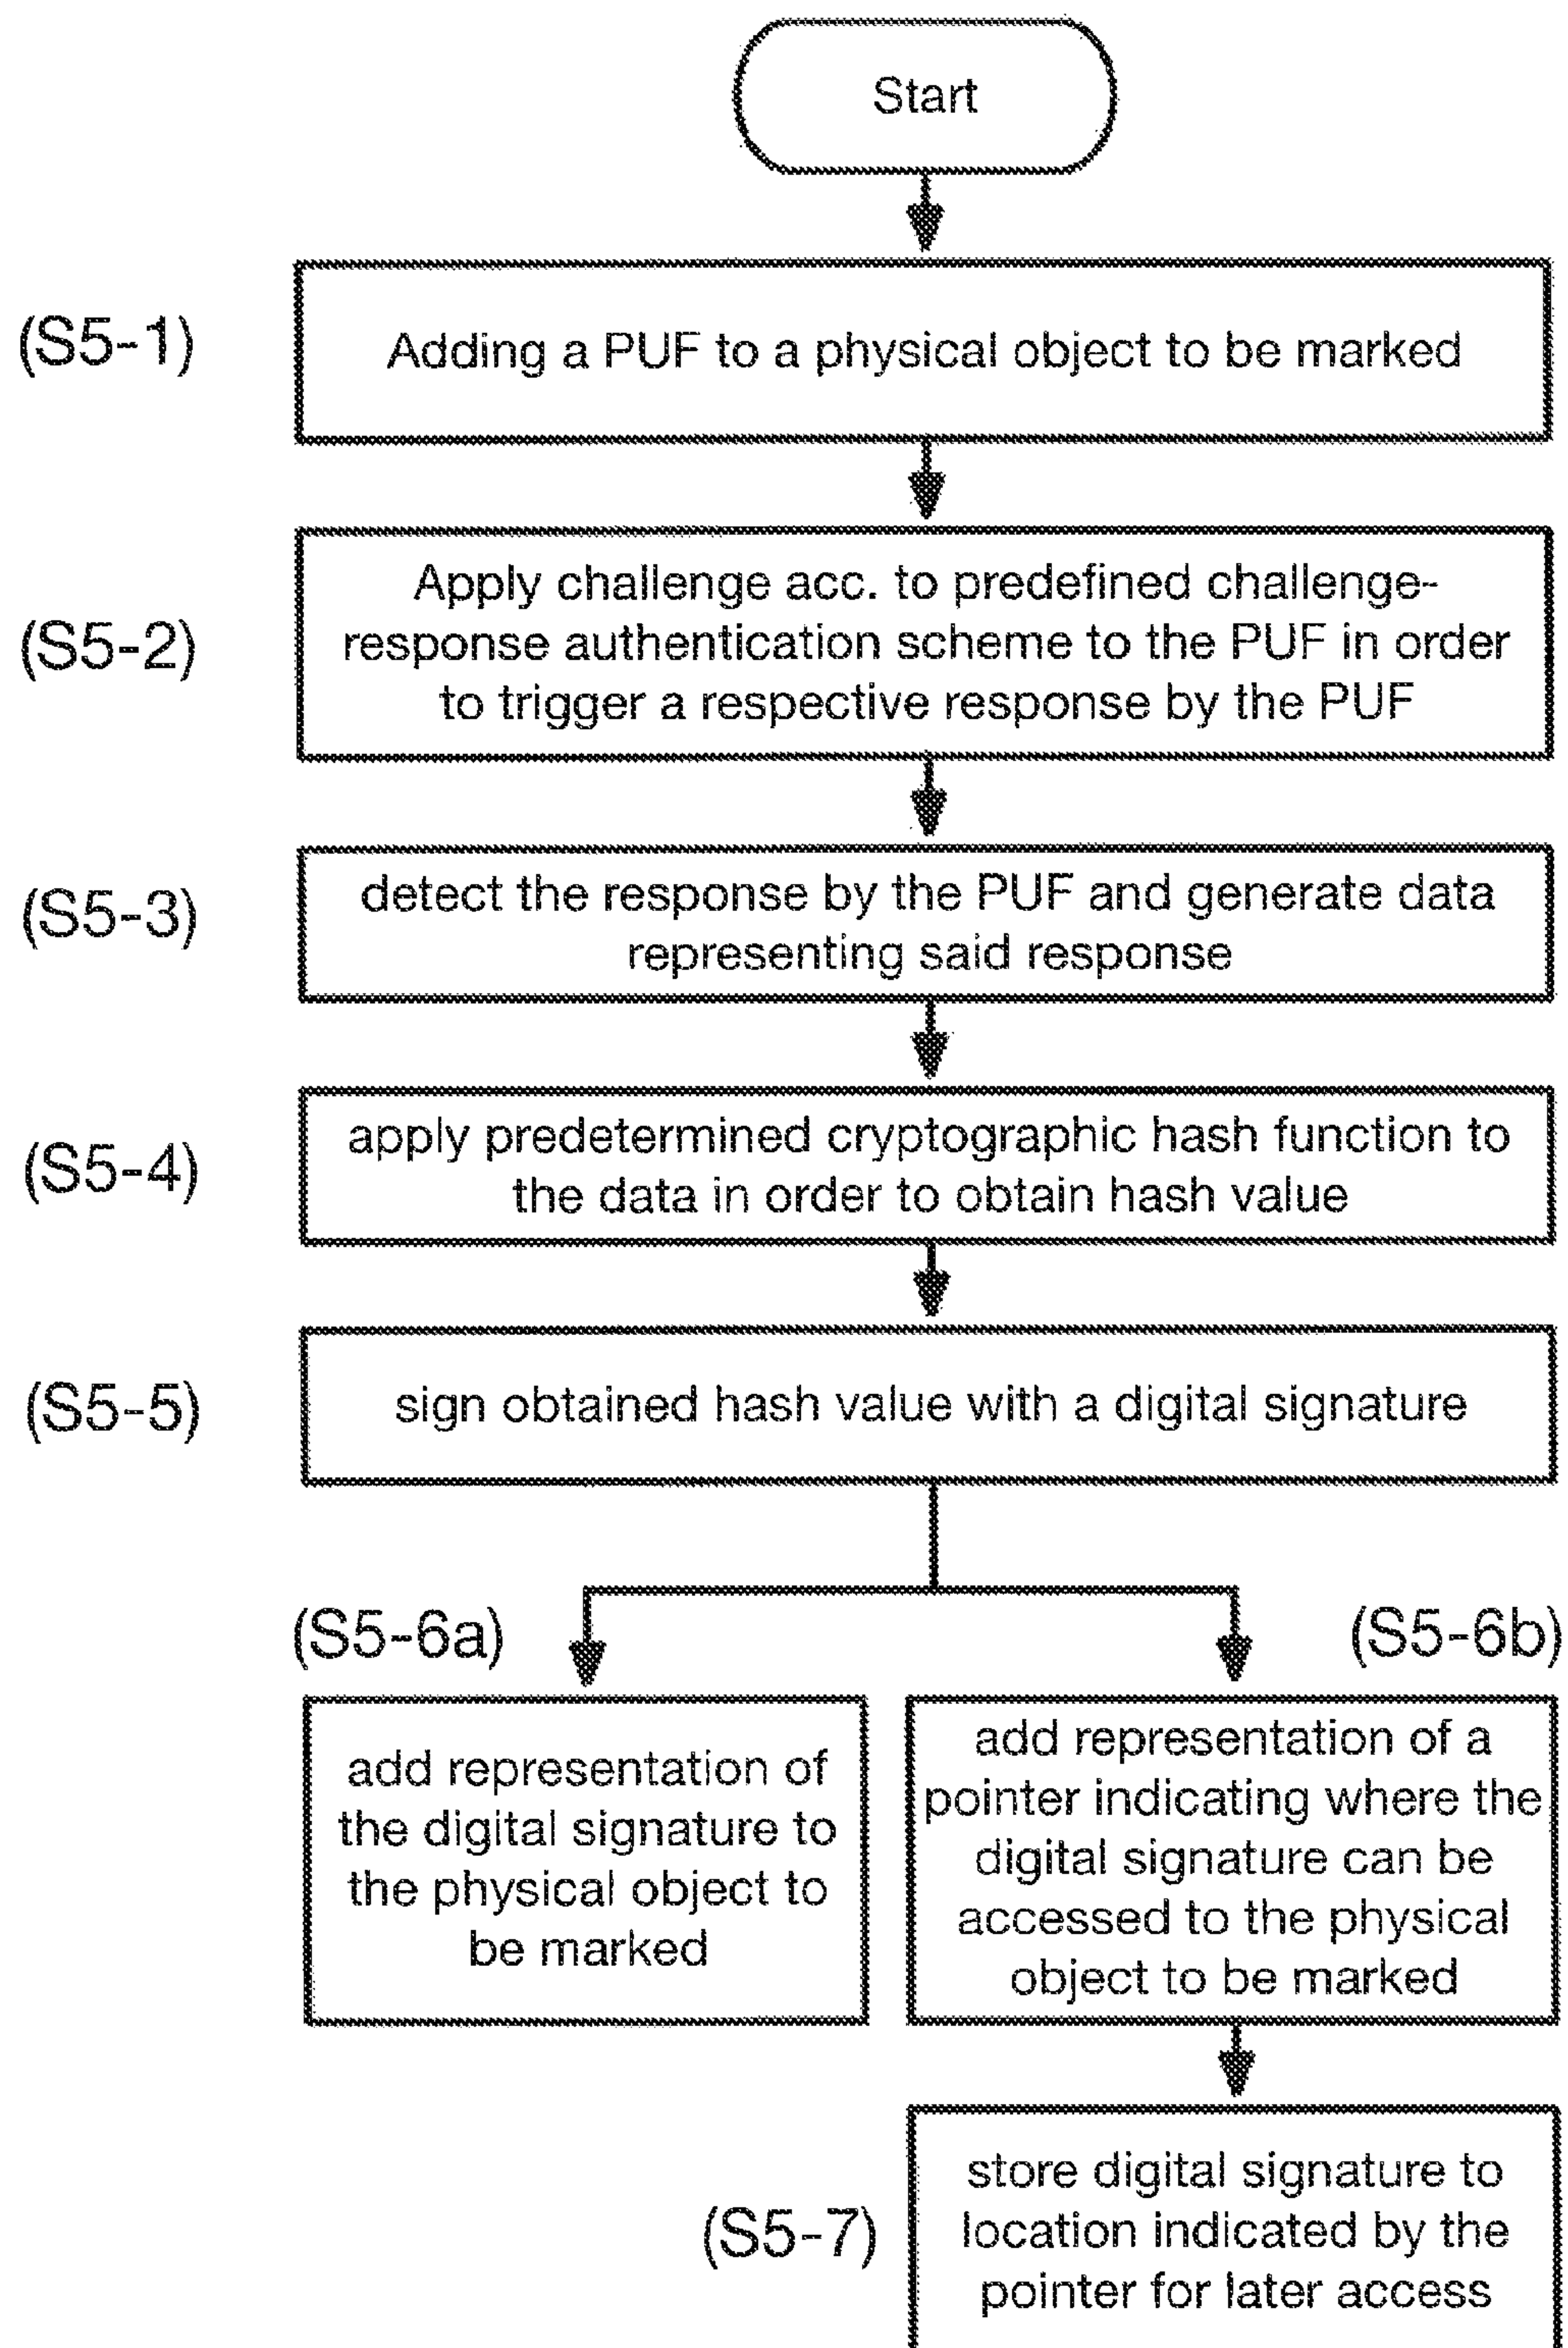 Start
(S5-1)
Adding a PUF to a physical object to be marked
(S5-2)
Apply challenge acc. to predefined challenge-
response authentication scheme to the PUF in order
to trigger a respective response by the PUF
(S5-3)
detect the response by the PUF and generate data
representing said response
(S5-4)
apply predetermined cryptographic hash function to
the data in order to obtain hash value
(S5-5)
sign obtained hash value with a digital signature
(S5-6a)
add representation of
the digital signature to
the physical object to
be marked
(S5-6b)
add representation of a
pointer indicating where the
digital signature can be
accessed to the physical
object to be marked
(S5-7)
store digital signature to
location indicated by the
pointer for later access